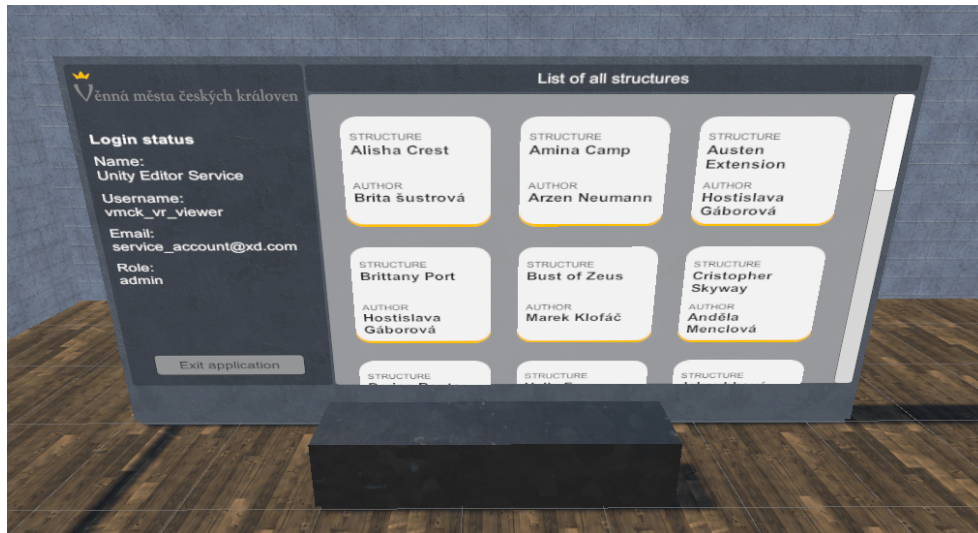 Věnná města českých královen
Login status
Name:
Unity Editor Service
Username:
vmck_vr_viewer
Email:
service_account@xd.com
Role:
admin
Exit application
List of all structures
STRUCTURE
Alisha Crest
AUTHOR
Brita šustrová
STRUCTURE
Amina Camp
AUTHOR
Arzen Neumann
STRUCTURE
Austen
Extension
AUTHOR
Hostislava
Gáborová
STRUCTURE
Brittany Port
AUTHOR
Hostislava
Gáborová
STRUCTURE
Bust of Zeus
AUTHOR
Marek Klofáč
STRUCTURE
Cristopher
Skyway
AUTHOR
Anděla
Menclová
STRUCTURE
STRUCTURE
STRUCTURE